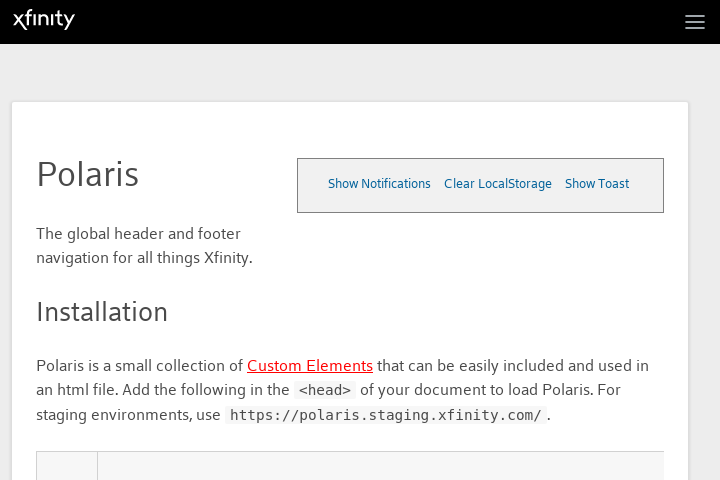 xfinity
Polaris
Show Notifications Clear LocalStorage Show Toast
The global header and footer
navigation for all things Xfinity.
Installation
Polaris is a small collection of Custom Elements that can be easily included and used in
an html file. Add the following in the <head> of your document to load Polaris. For
staging environments, use https://polaris.staging.xfinity.com/ .